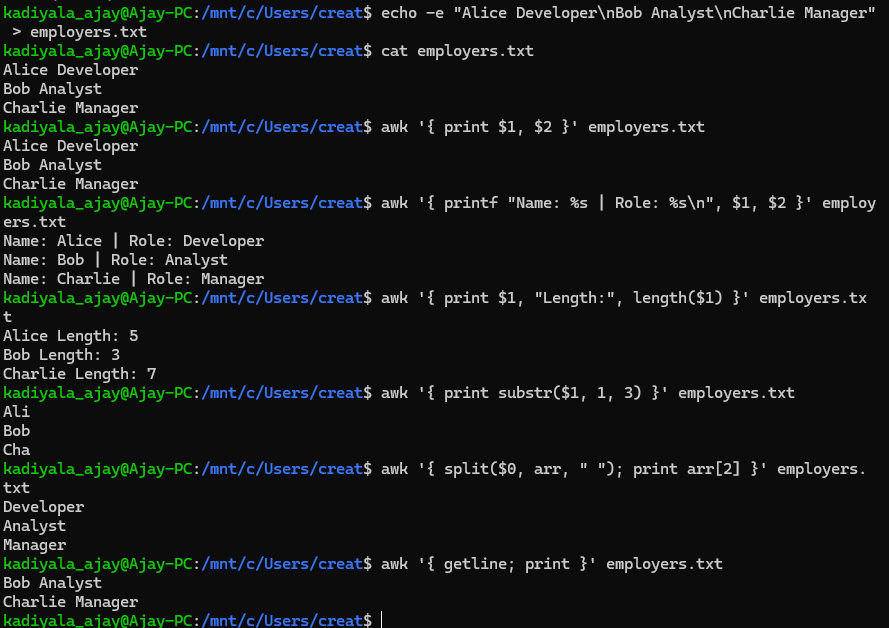 kadiyala_ajay@Ajay-PC:/mnt/c/Users/creat$ echo -e "Alice Developer\nBob Analyst\nCharlie Manager"
 > employers.txt
kadiyala_ajay@Ajay-PC:/mnt/c/Users/creat$ cat employers.txt
Alice Developer
Bob Analyst
Charlie Manager
kadiyala_ajay@Ajay-PC:/mnt/c/Users/creat$ awk '{ print $1, $2 }' employers.txt
Alice Developer
Bob Analyst
Charlie Manager
kadiyala_ajay@Ajay-PC:/mnt/c/Users/creat$ awk '{ printf "Name: %s | Role: %s\n", $1, $2 }' employ
ers.txt
Name: Alice | Role: Developer
Name: Bob | Role: Analyst
Name: Charlie | Role: Manager
kadiyala_ajay@Ajay-PC:/mnt/c/Users/creat$ awk '{ print $1, "Length:", length($1) }' employers.tx
t
Alice Length: 5
Bob Length: 3
Charlie Length: 7
kadiyala_ajay@Ajay-PC:/mnt/c/Users/creat$ awk '{ print substr($1, 1, 3) }' employers.txt
Ali
Bob
Cha
kadiyala_ajay@Ajay-PC:/mnt/c/Users/creat$ awk '{ split($0, arr, " "); print arr[2] }' employers.
txt
Developer
Analyst
Manager
kadiyala_ajay@Ajay-PC:/mnt/c/Users/creat$ awk '{ getline; print }' employers.txt
Bob Analyst
Charlie Manager
kadiyala_ajay@Ajay-PC:/mnt/c/Users/creat$